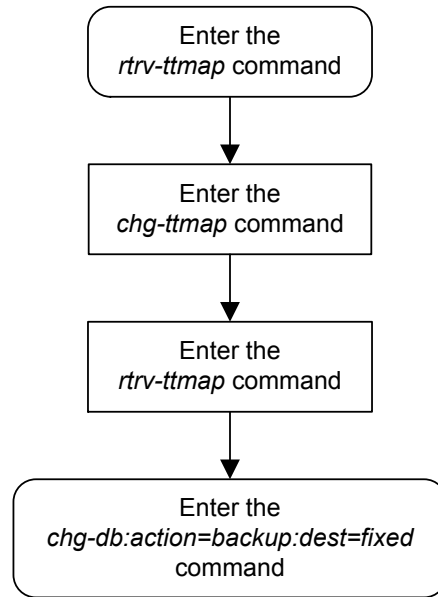 Enter the
rtrv-ttmap command
Enter the
chg-ttmap command
Enter the
rtrv-ttmap command
Enter the
chg-db:action=backup:dest=fixed
command